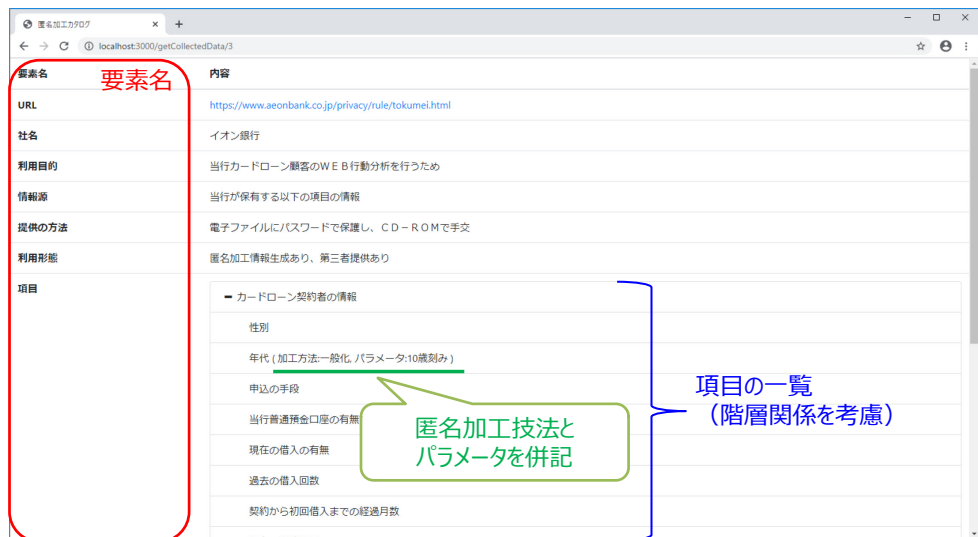 匿名加工カタログ
localhost:3000/getCollectedData/3
要素名 内容
要素名
URL https://www.aeonbank.co.jp/privacy/rule/tokumei.html
社名 イオン銀行
利用目的 当行カードローン顧客のＷＥＢ行動分析を行うため
情報源 当行が保有する以下の項目の情報
提供の方法 電子ファイルにパスワードで保護し、ＣＤ－ＲＯＭで手交
利用形態 匿名加工情報生成あり、第三者提供あり
項目 カードローン契約者の情報
性別
年代 ( 加工方法:一般化, パラメータ:10歳刻み )
申込の手段
当行普通預金口座の有無
現在の借入の有無
過去の借入回数
契約から初回借入までの経過月数
匿名加工技法と
パラメータを併記
項目の一覧
（階層関係を考慮）